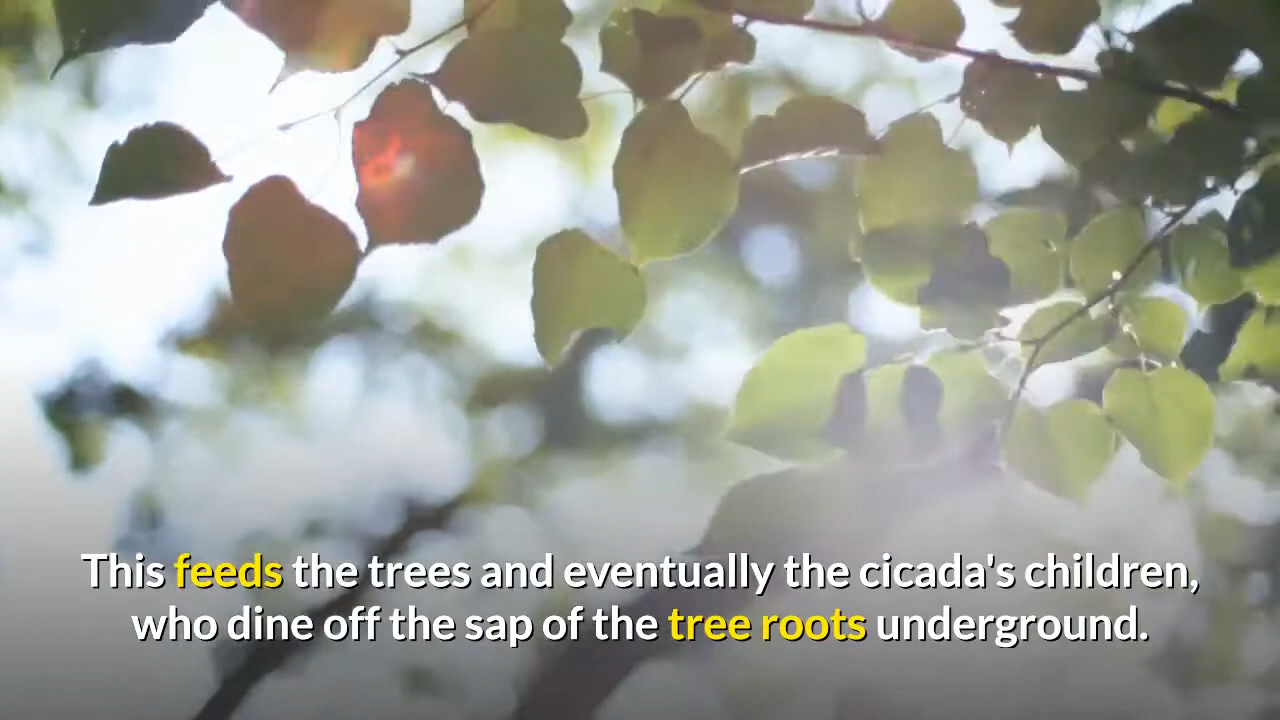 This feeds the trees and eventually the cicada's children,
who dine off the sap of the tree roots underground.